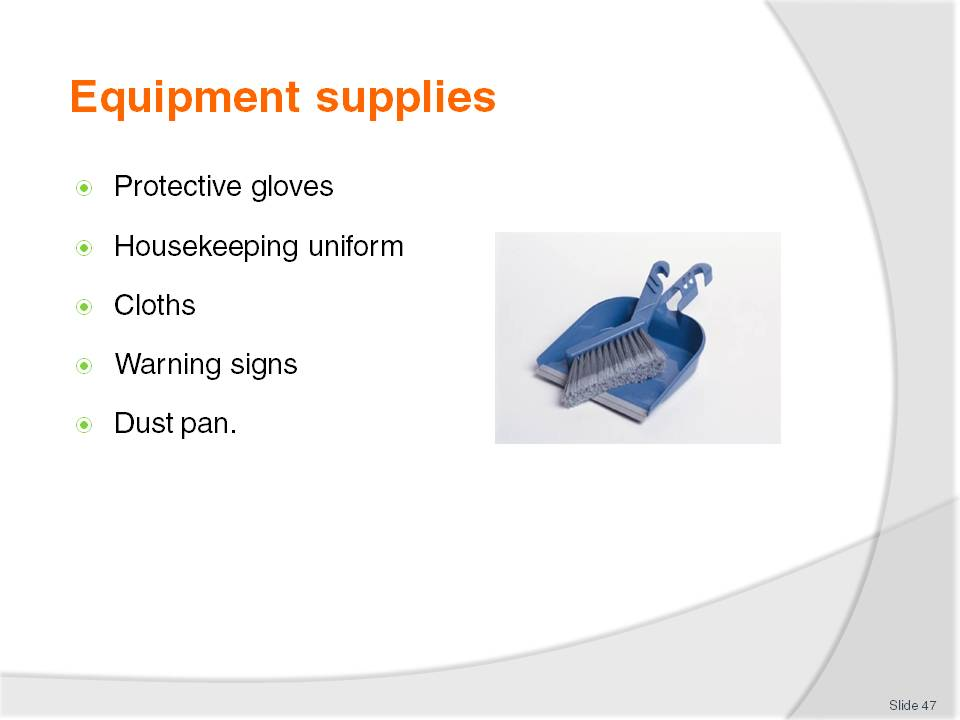 Equipment supplies
Protective gloves
Housekeeping uniform
Cloths
Warning signs
Dust pan.
Slide 47